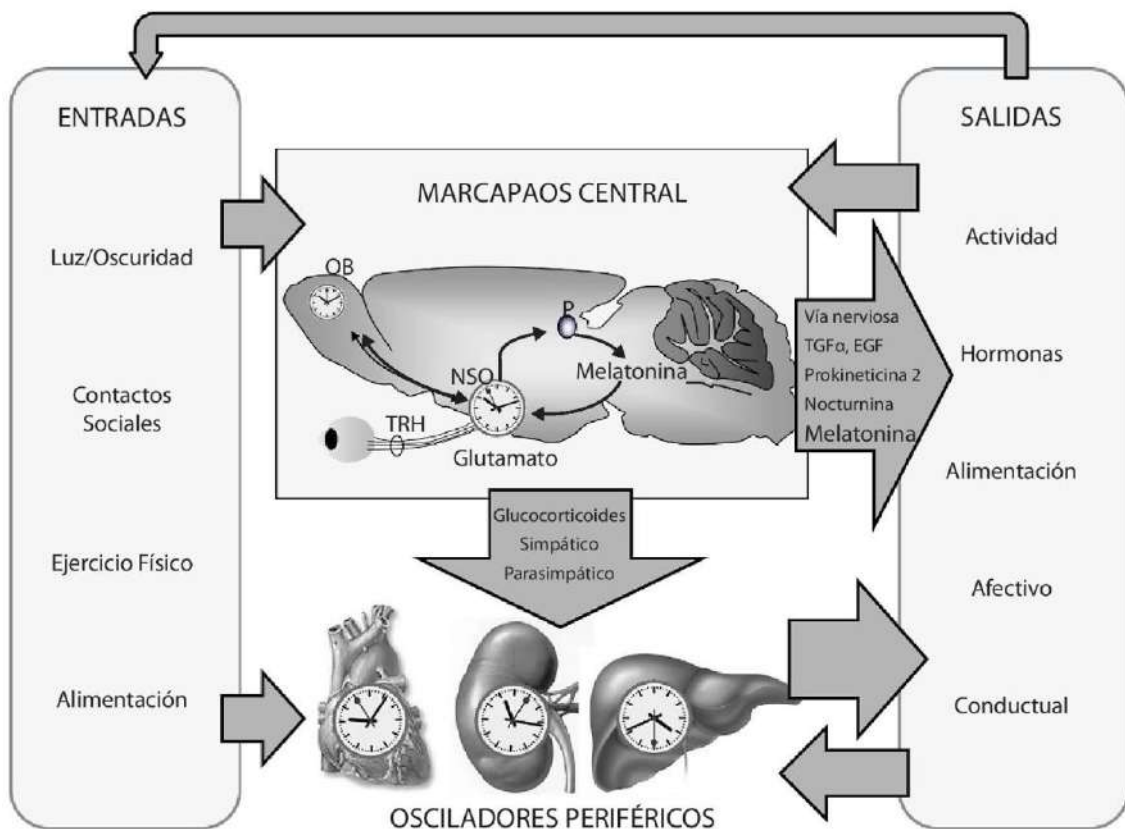 ENTRADAS
Luz/Oscuridad
Contactos
Sociales
Ejercicio Físico
Alimentación
MARCAPAOS CENTRAL
OB
P
NSQ
Melatonina
TRH
Glutamato
Vía nerviosa
TGFα, EGF
Prokineticina 2
Nocturnina
Melatonina
Glucocorticoides
Simpático
Parasimpático
OSCILADORES PERIFÉRICOS
SALIDAS
Actividad
Hormonas
Alimentación
Afectivo
Conductual